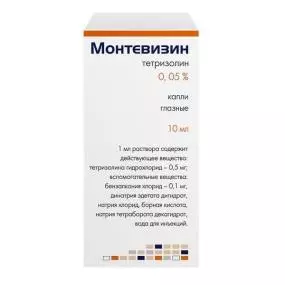 Монтевизин
тетризолин
0,05 %
капли
глазные
10 мл
1 мл раствора содержит
действующее вещества:
тетризолина гидрохлорид – 0,5 мг;
вспомогательные вещества:
бензалкония хлорид – 0,1 мг,
динатрия эдетата дигидрат,
натрия хлорид, борная кислота,
натрия тетрабората декагидрат,
вода для инъекций.